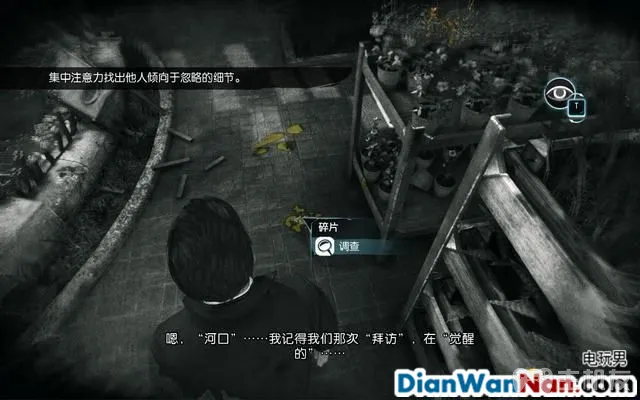 集中注意力找出他人倾向于忽略的细节。
T
碎片
调查
嗯，“河口”……我记得我们那次“拜访”，在“觉醒
的”……
电玩男
DianWanNan.com